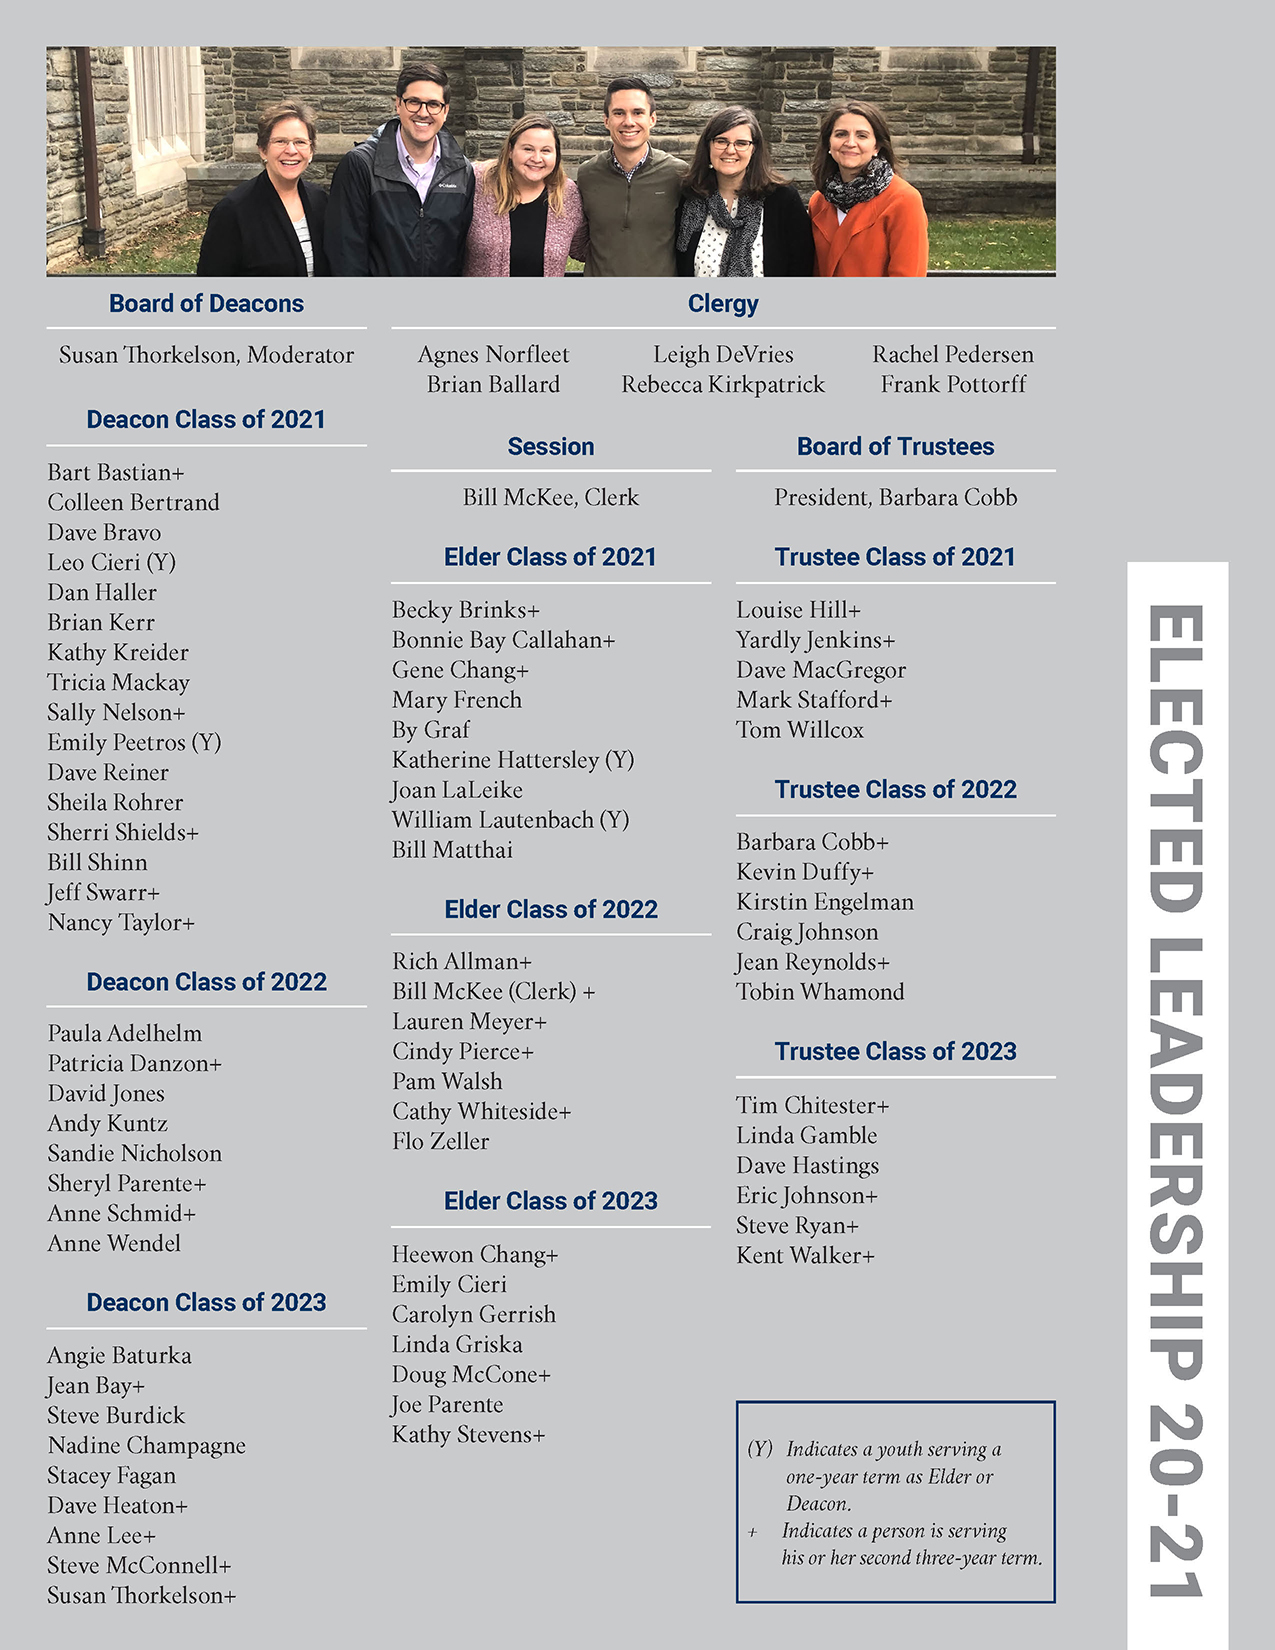 Board of Deacons
Susan Thorkelson, Moderator
Deacon Class of 2021
Bart Bastian+
Colleen Bertrand
Dave Bravo
Leo Cieri (Y)
Dan Haller
Brian Kerr
Kathy Kreider
Tricia Mackay
Sally Nelson+
Emily Peetros (Y)
Dave Reiner
Sheila Rohrer
Sherri Shields+
Bill Shinn
Jeff Swarr+
Nancy Taylor+
Deacon Class of 2022
Paula Adelhelm
Patricia Danzon+
David Jones
Andy Kuntz
Sandie Nicholson
Sheryl Parente+
Anne Schmid+
Anne Wendel
Deacon Class of 2023
Angie Baturka
Jean Bay+
Steve Burdick
Nadine Champagne
Stacey Fagan
Dave Heaton+
Anne Lee+
Steve McConnell+
Susan Thorkelson+
Clergy
Agnes Norfleet
Brian Ballard
Leigh DeVries
Rebecca Kirkpatrick
Rachel Pedersen
Frank Pottorff
Session
Bill McKee, Clerk
Elder Class of 2021
Becky Brinks+
Bonnie Bay Callahan+
Gene Chang+
Mary French
By Graf
Katherine Hattersley (Y)
Joan LaLeike
William Lautenbach (Y)
Bill Matthai
Elder Class of 2022
Rich Allman+
Bill McKee (Clerk) +
Lauren Meyer+
Cindy Pierce+
Pam Walsh
Cathy Whiteside+
Flo Zeller
Elder Class of 2023
Heewon Chang+
Emily Cieri
Carolyn Gerrish
Linda Griska
Doug McCone+
Joe Parente
Kathy Stevens+
Board of Trustees
President, Barbara Cobb
Trustee Class of 2021
Louise Hill+
Yardly Jenkins+
Dave MacGregor
Mark Stafford+
Tom Willcox
Trustee Class of 2022
Barbara Cobb+
Kevin Duffy+
Kirstin Engelman
Craig Johnson
Jean Reynolds+
Tobin Whamond
Trustee Class of 2023
Tim Chitester+
Linda Gamble
Dave Hastings
Eric Johnson+
Steve Ryan+
Kent Walker+
(Y) Indicates a youth serving a
one-year term as Elder or
Deacon.
+ Indicates a person is serving
his or her second three-year term.
ELECTED LEADERSHIP 20-21
Columbia